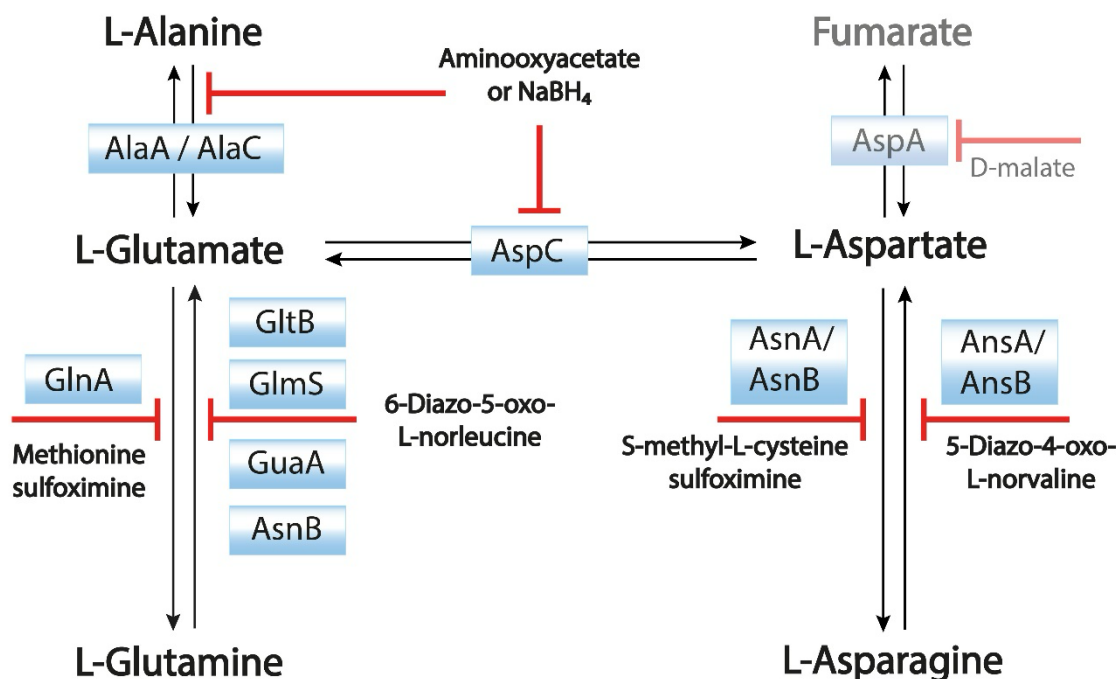 L-Alanine
Aminooxyacetate
or NaBH₄
Fumarate
AlaA / AlaC
AspA
D-malate
L-Glutamate
AspC
L-Aspartate
GltB
GlnA
GlmS
GuaA
AsnB
Methionine
sulfoximine
6-Diazo-5-oxo-
L-norleucine
AsnA/
AsnB
AnsA/
AnsB
S-methyl-L-cysteine
sulfoximine
5-Diazo-4-oxo-
L-norvaline
L-Glutamine
L-Asparagine